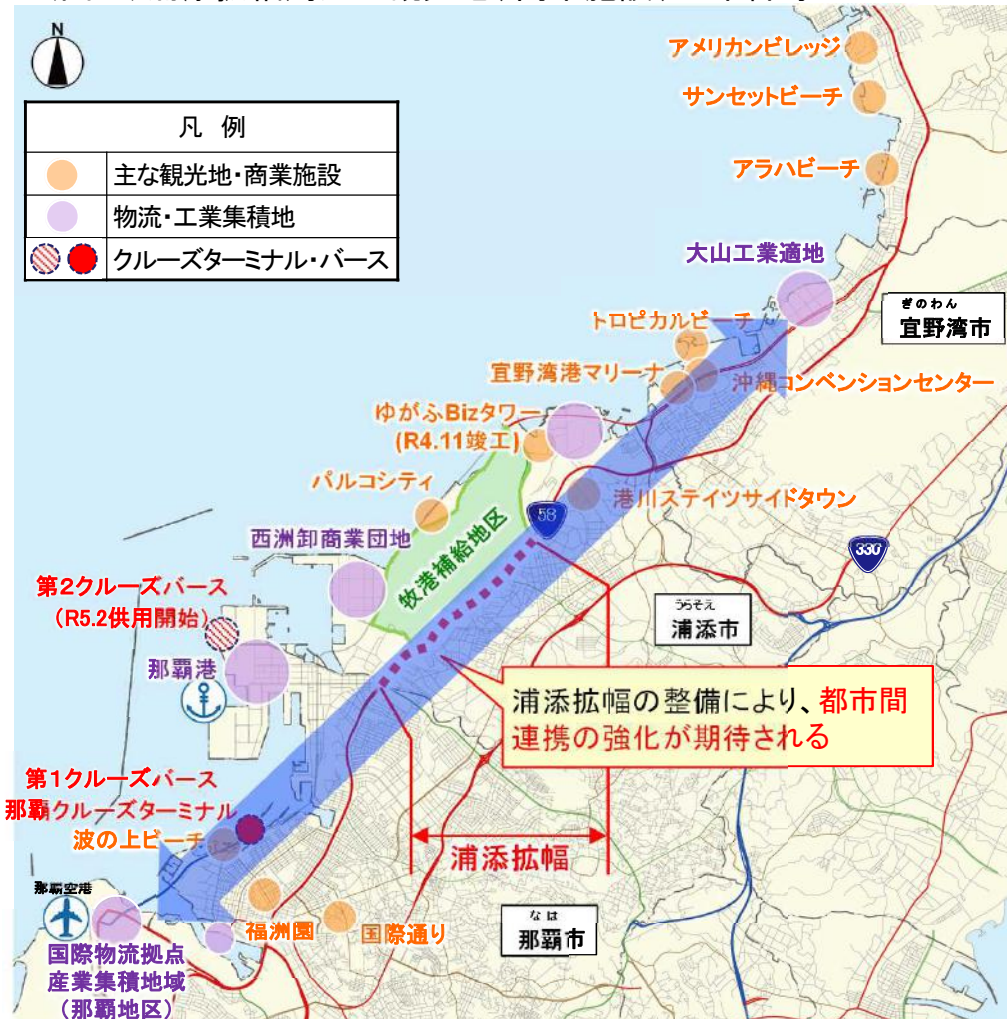 N
凡 例
主な観光地・商業施設
物流・工業集積地
クルーズターミナル・バース
アメリカンビレッジ
サンセットビーチ
アラハビーチ
大山工業適地
ぎのわん
宜野湾市
トロピカルビーチ
宜野湾港マリーナ
沖縄コンベンションセンター
ゆがふBizタワー
(R4.11竣工)
パルコシティ
港川ステイツサイドタウン
58
西洲卸商業団地
牧港補給地区
330
第2クルーズバース
(R5.2供用開始)
うらそえ
浦添市
那覇港
浦添拡幅の整備により、都市間
連携の強化が期待される
第1クルーズバース
那覇クルーズターミナル
波の上ビーチ
浦添拡幅
那覇空港
福洲園
国際通り
なは
那覇市
国際物流拠点
産業集積地域
(那覇地区)